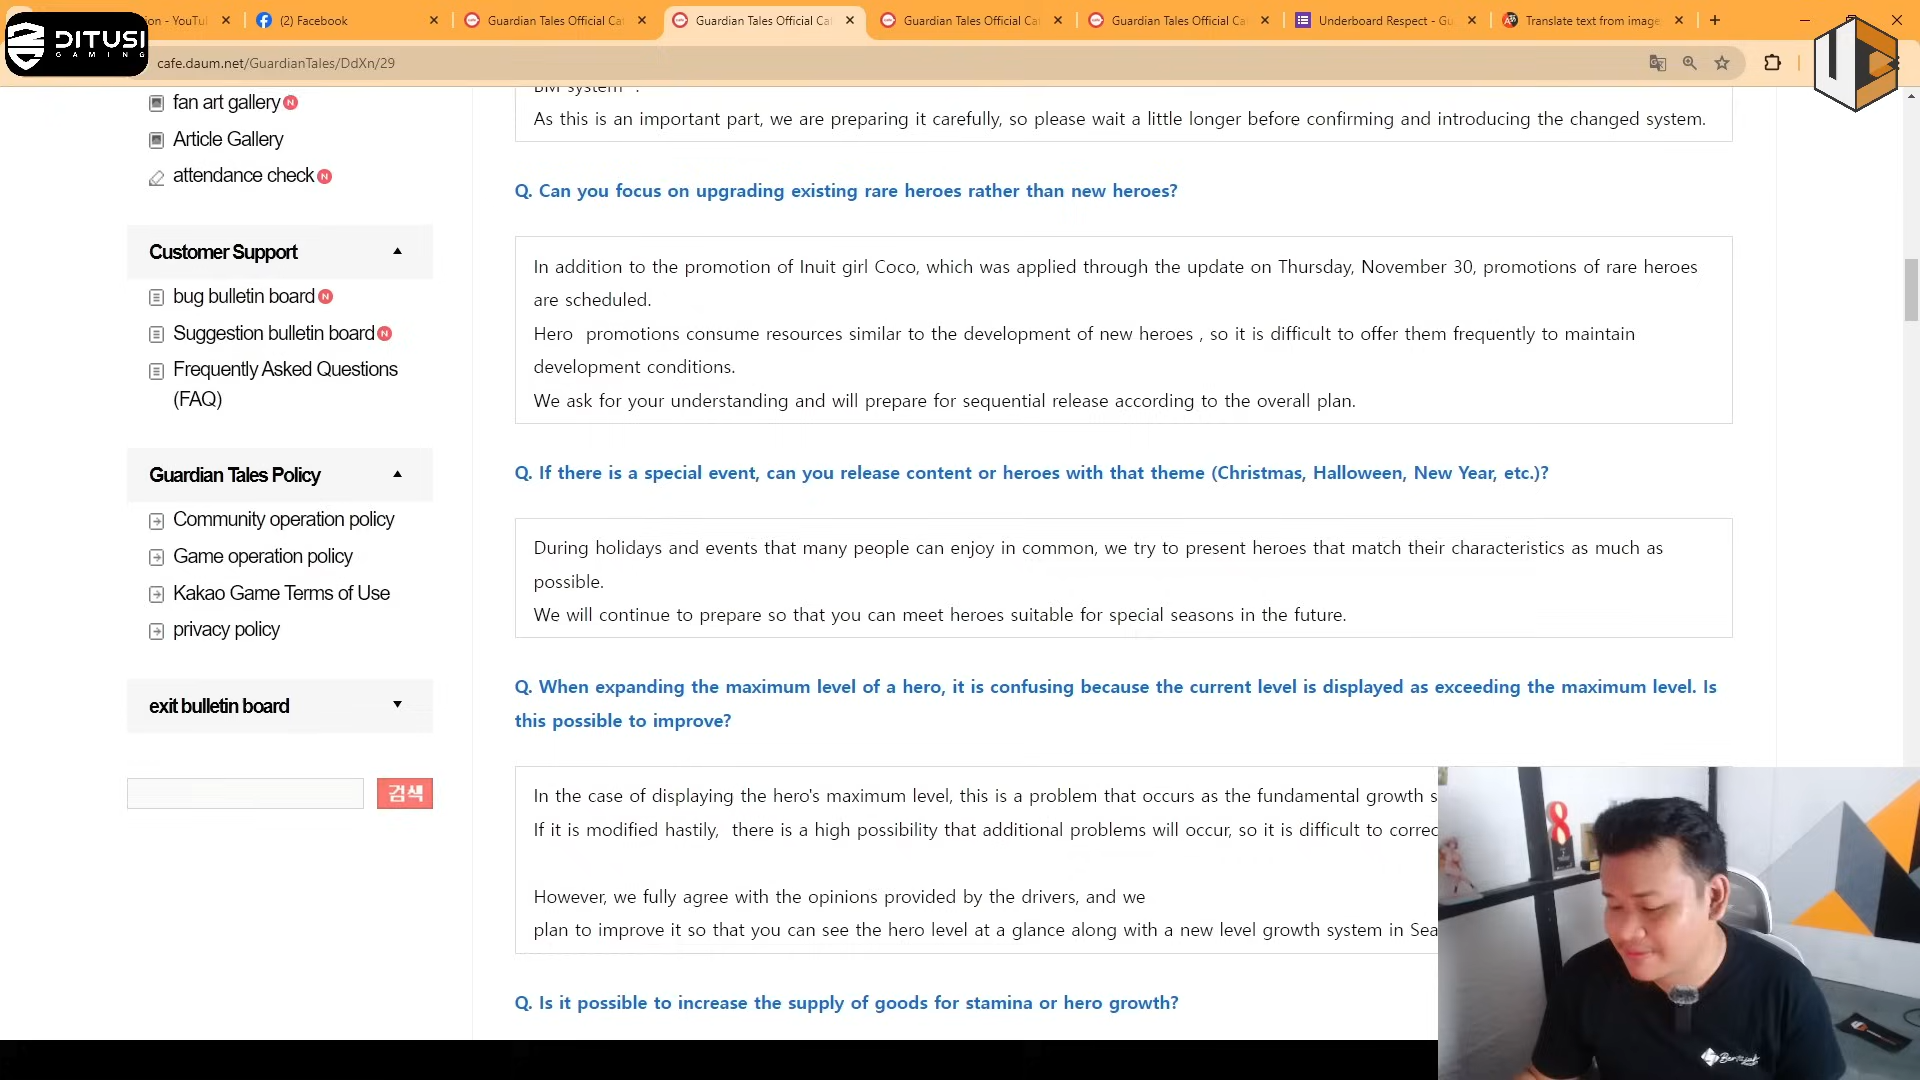 ion - YouTu
(2) Facebook
Guardian Tales Official Caf
Guardian Tales Official Caf
Guardian Tales Official Caf
Guardian Tales Official Caf
Underboard Respect - Gu
Translate text from image
DITUSI
GAMING
cafe.daum.net/GuardianTales/DdXn/29
fan art gallery N
Article Gallery
attendance check N
Customer Support
bug bulletin board N
Suggestion bulletin board N
Frequently Asked Questions
(FAQ)
Guardian Tales Policy
Community operation policy
Game operation policy
Kakao Game Terms of Use
privacy policy
exit bulletin board
검색
BM system " .
As this is an important part, we are preparing it carefully, so please wait a little longer before confirming and introducing the changed system.
Q. Can you focus on upgrading existing rare heroes rather than new heroes?
In addition to the promotion of Inuit girl Coco, which was applied through the update on Thursday, November 30, promotions of rare heroes
are scheduled.
Hero promotions consume resources similar to the development of new heroes , so it is difficult to offer them frequently to maintain
development conditions.
We ask for your understanding and will prepare for sequential release according to the overall plan.
Q. If there is a special event, can you release content or heroes with that theme (Christmas, Halloween, New Year, etc.)?
During holidays and events that many people can enjoy in common, we try to present heroes that match their characteristics as much as
possible.
We will continue to prepare so that you can meet heroes suitable for special seasons in the future.
Q. When expanding the maximum level of a hero, it is confusing because the current level is displayed as exceeding the maximum level. Is
this possible to improve?
In the case of displaying the hero's maximum level, this is a problem that occurs as the fundamental growth s
If it is modified hastily, there is a high possibility that additional problems will occur, so it is difficult to correc
However, we fully agree with the opinions provided by the drivers, and we
plan to improve it so that you can see the hero level at a glance along with a new level growth system in Sea
Q. Is it possible to increase the supply of goods for stamina or hero growth?
8